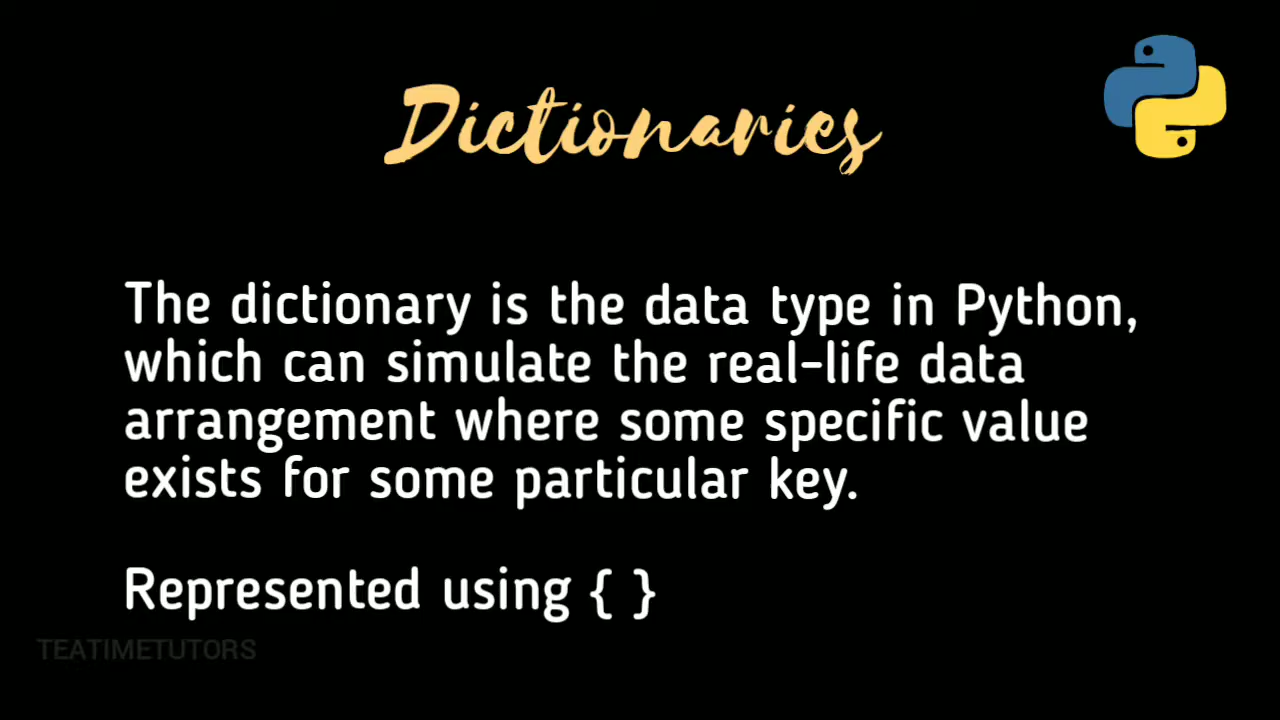 Dictionaries
The dictionary is the data type in Python,
which can simulate the real-life data
arrangement where some specific value
exists for some particular key.
Represented using { }
TEATIMETUTORS